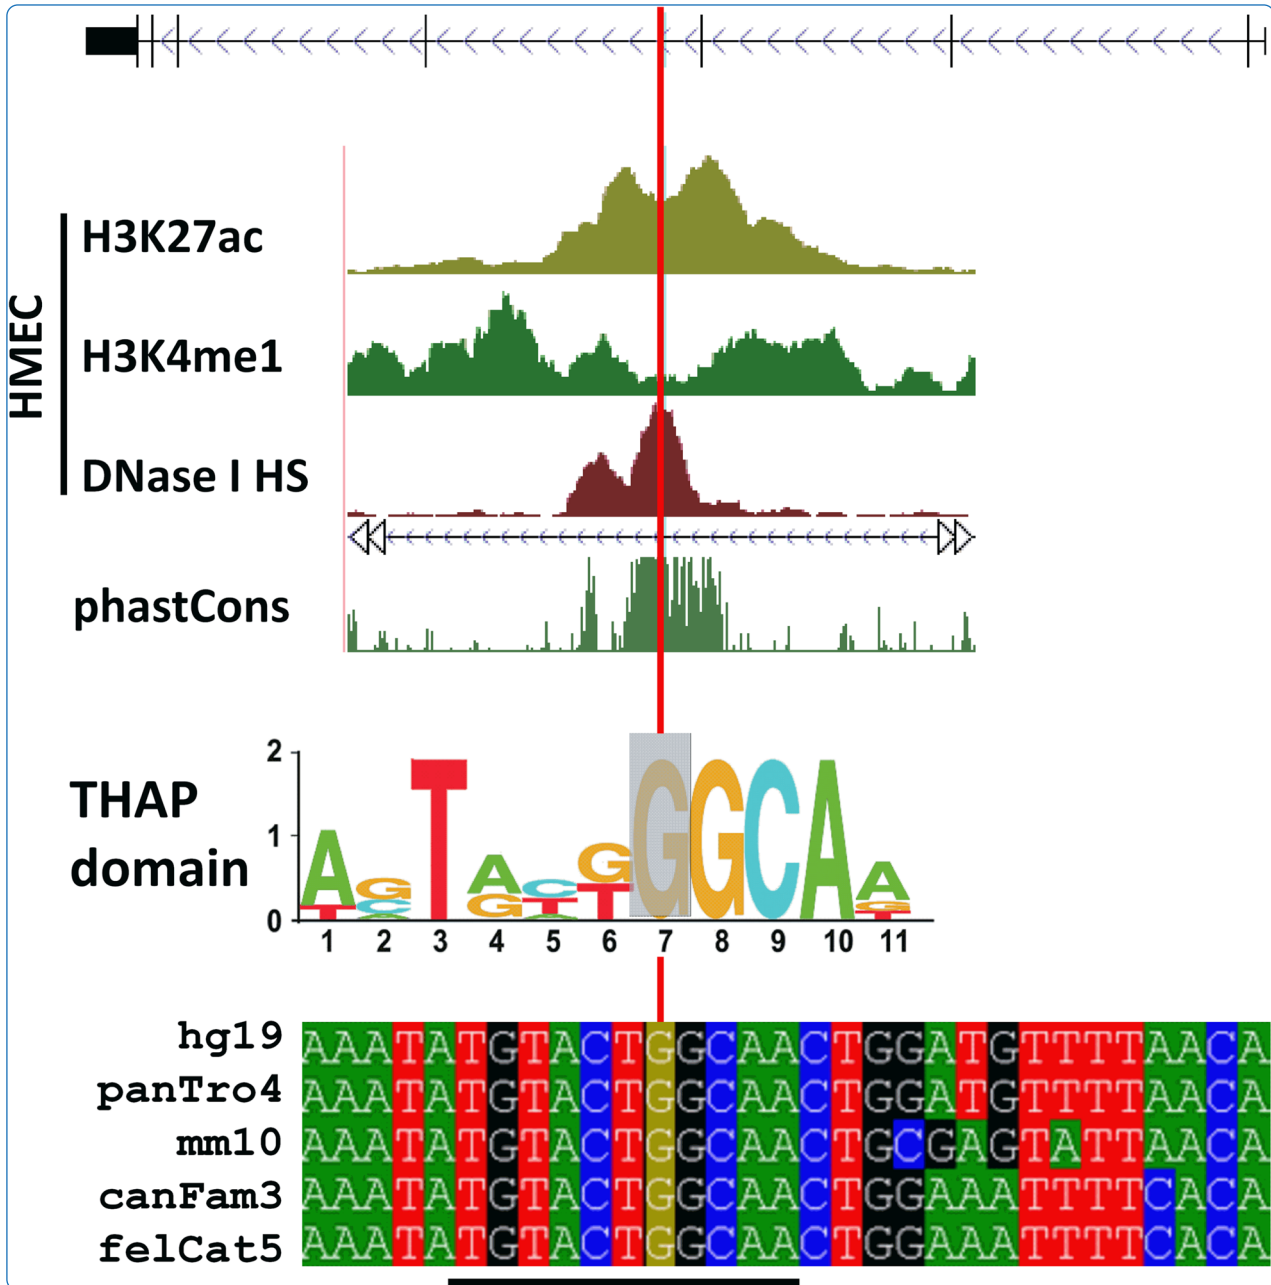 HMEC
H3K27ac
H3K4me1
DNase I HS
phastCons
THAP
domain
2
1
0
A G T A C G G G C A A
T C G T T G
A A T
1 2 3 4 5 6 7 8 9 10 11
hg19 AAATATGTACTGGCAACTGGATGTTTTAACA
panTro4 AAATATGTACTGGCAACTGGATGTTTTAACA
mm10 AAATATGTACTGGCAACTGCGAGTATTAACA
canFam3 AAATATGTACTGGCAACTGGAAATTTTCACA
felCat5 AAATATGTACTGGCAACTGGAAATTTTCACA